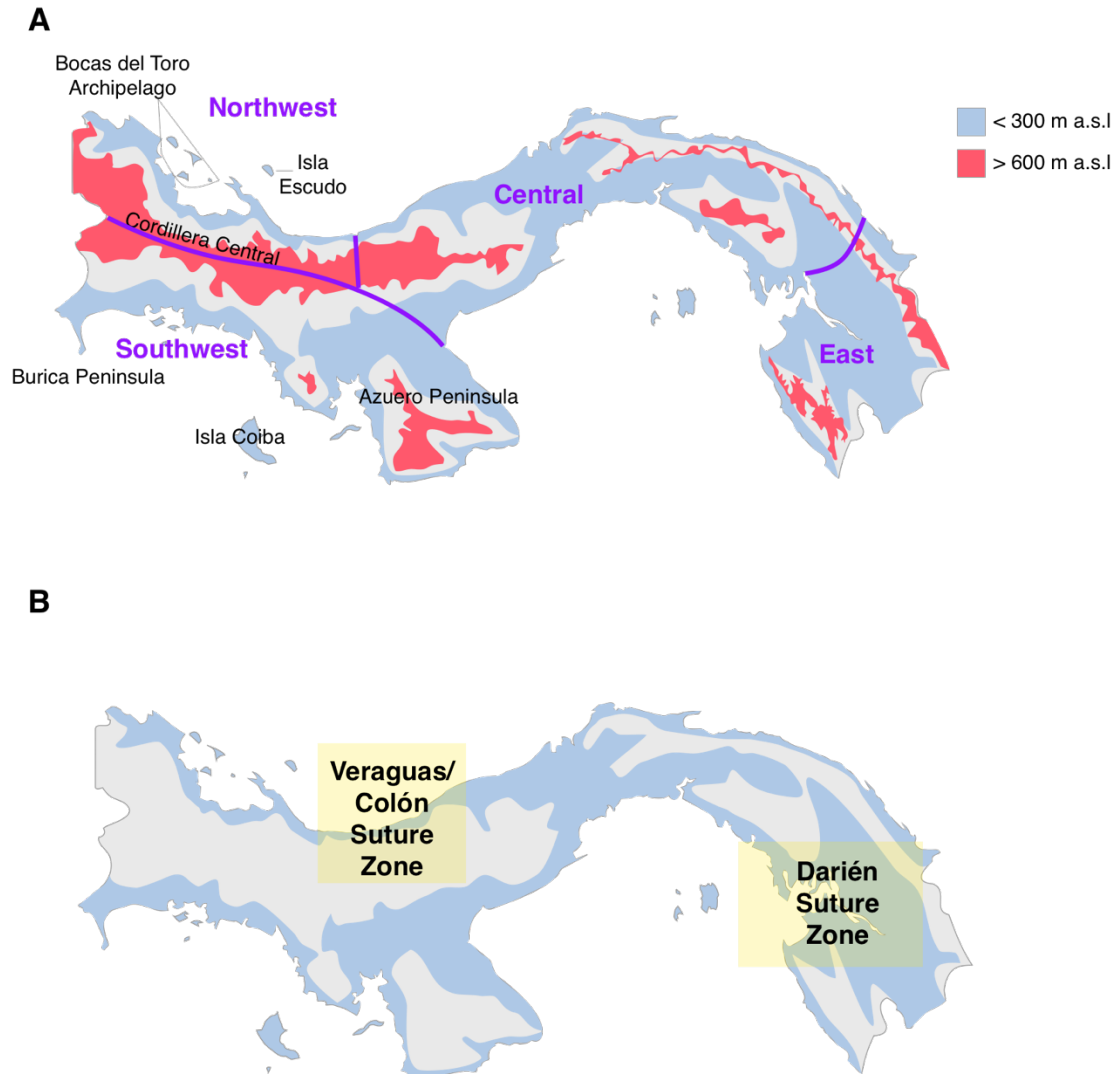 A
Bocas del Toro
Archipelago
Northwest
Isla
Escudo
< 300 m a.s.l
> 600 m a.s.l
Central
Cordillera Central
Southwest
East
Burica Peninsula
Azuero Peninsula
Isla Coiba
B
Veraguas/
Colón
Suture
Zone
Darién
Suture
Zone